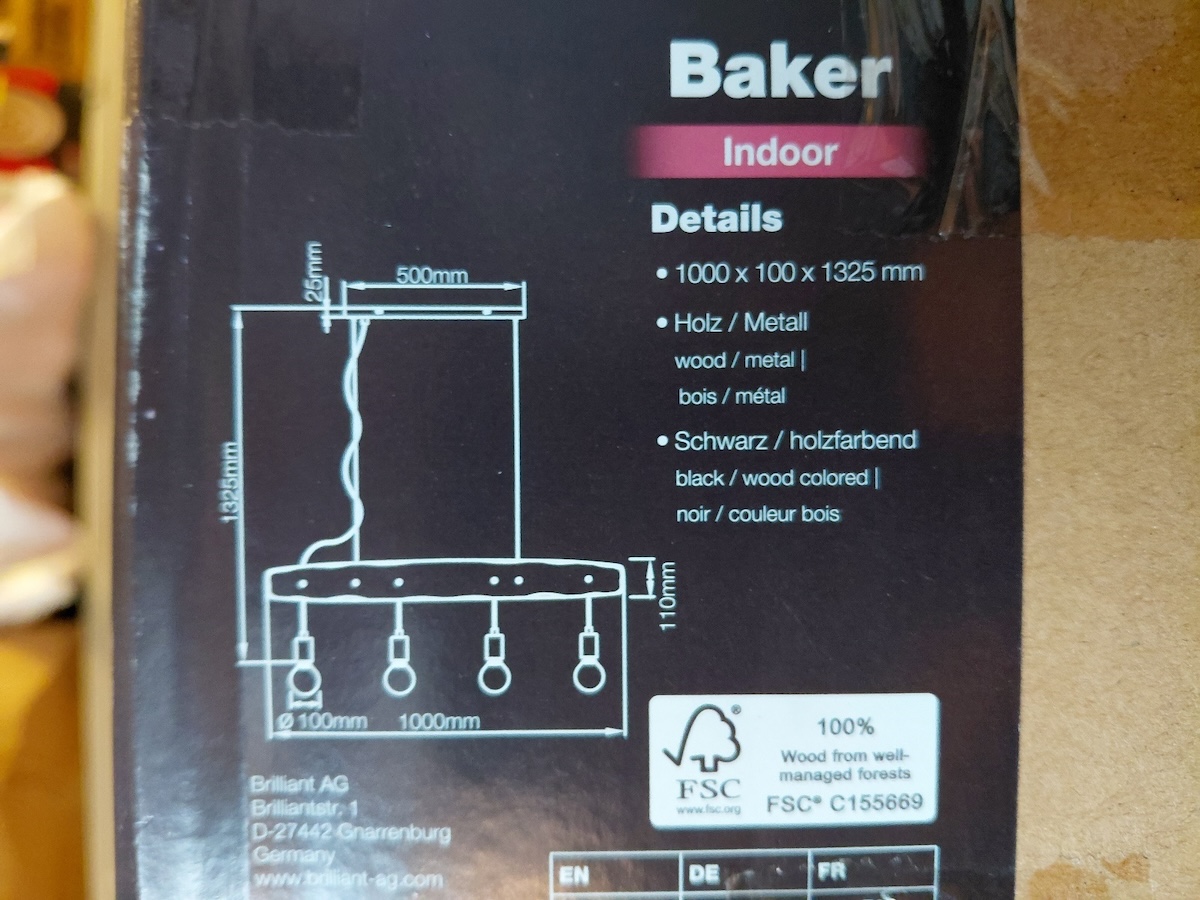 Baker
Indoor
Details
• 1000 x 100 x 1325 mm
• Holz / Metall
wood / metal |
bois / métal
• Schwarz / holzfarbend
black / wood colored |
noir / couleur bois
25mm
500mm
1325mm
110mm
Ø 100mm
1000mm
Brilliant AG
Brilliantstr. 1
D-27442 Gnarrenburg
Germany
www.brilliant-ag.com
®
FSC
www.fsc.org
100%
Wood from well-
managed forests
FSC® C155669
EN DE FR